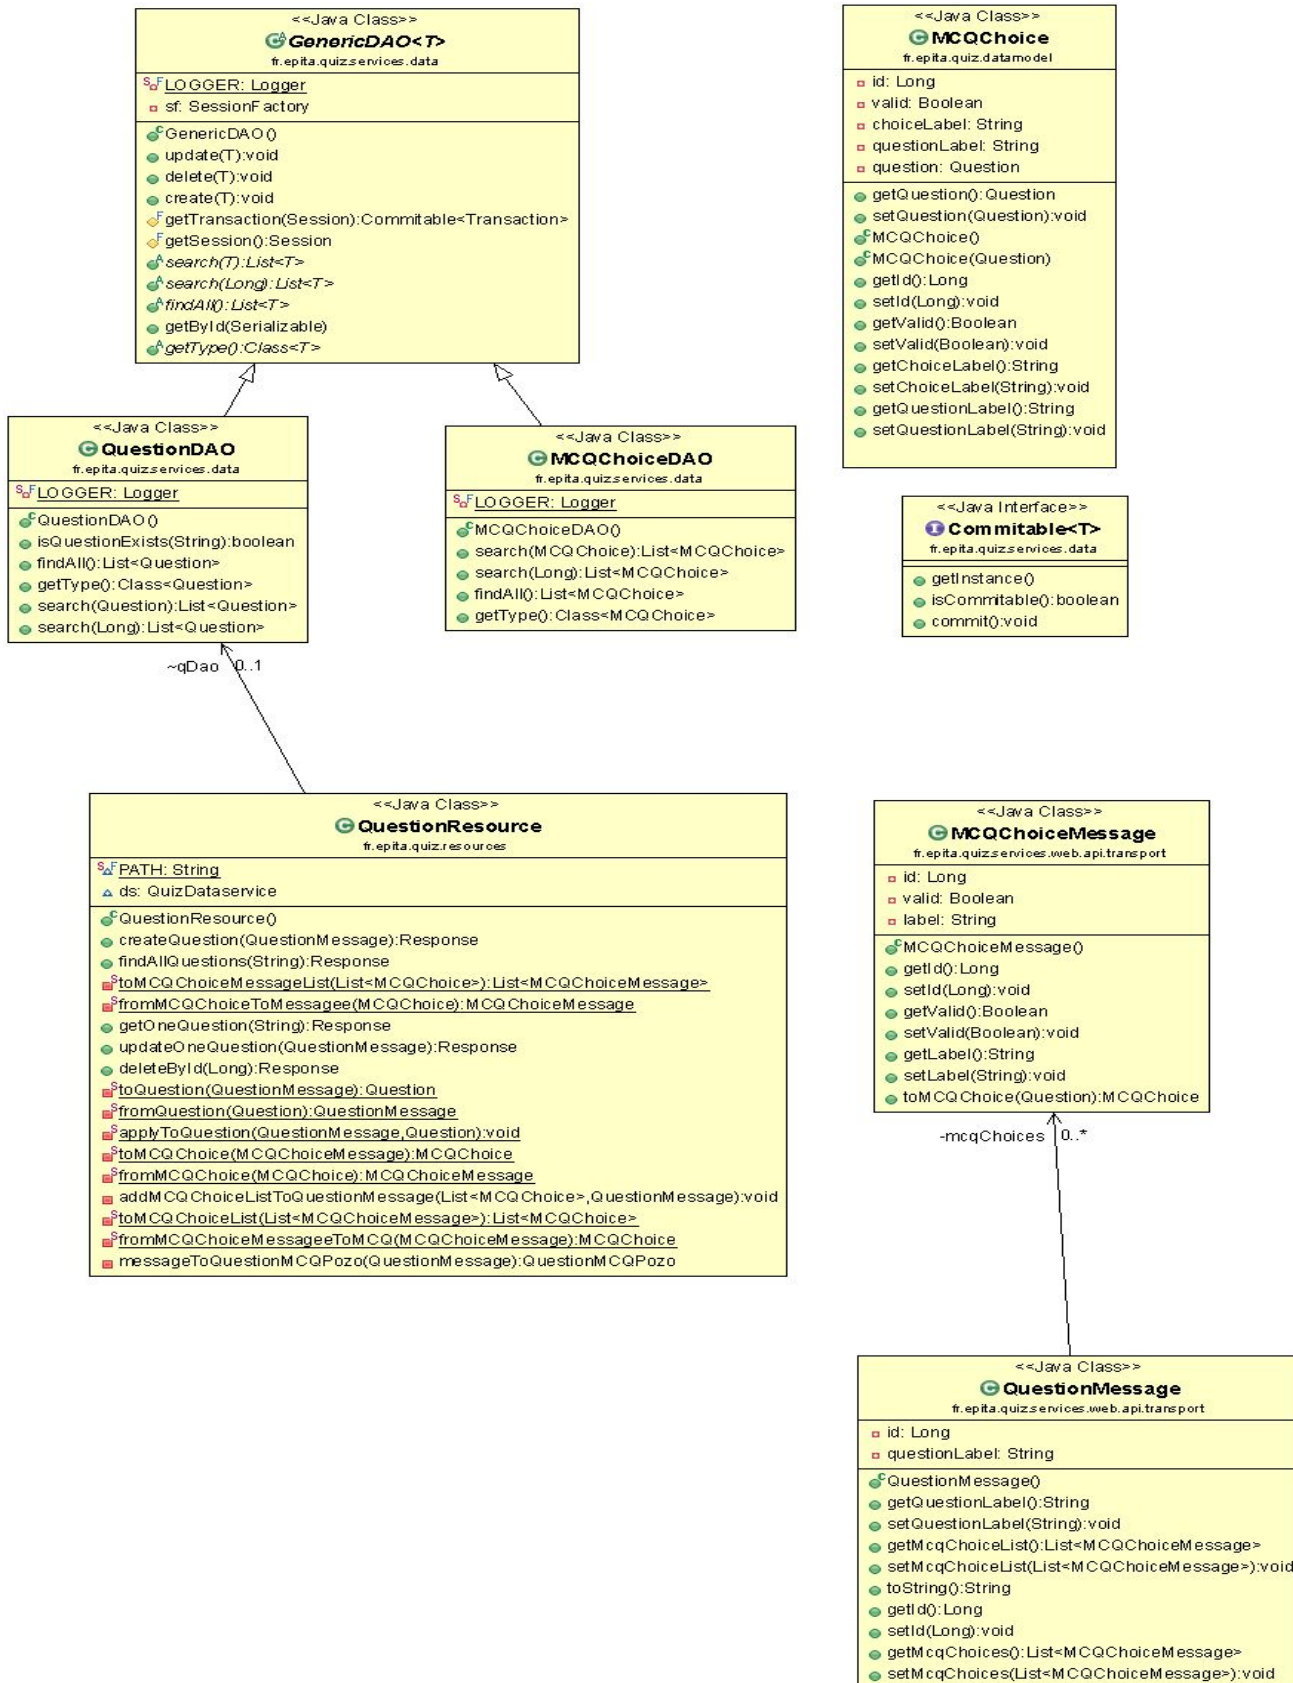 <<Java Class>>
GenericDAO<T>
fr.epita.quiz.services.data
LOGGER: Logger
sf: SessionFactory
GenericDAO()
update(T):void
delete(T):void
create(T):void
getTransaction(Session):Commitable<Transaction>
getSession():Session
search(T):List<T>
search(Long):List<T>
findAll():List<T>
getById(Serializable)
getType():Class<T>
<<Java Class>>
MCQChoice
fr.epita.quiz.datamodel
id: Long
valid: Boolean
choiceLabel: String
questionLabel: String
question: Question
getQuestion():Question
setQuestion(Question):void
MCQChoice()
MCQChoice(Question)
getId():Long
setId(Long):void
getValid():Boolean
setValid(Boolean):void
getChoiceLabel():String
setChoiceLabel(String):void
getQuestionLabel():String
setQuestionLabel(String):void
<<Java Class>>
QuestionDAO
fr.epita.quiz.services.data
LOGGER: Logger
QuestionDAO()
isQuestionExists(String):boolean
findAll():List<Question>
getType():Class<Question>
search(Question):List<Question>
search(Long):List<Question>
<<Java Class>>
MCQChoiceDAO
fr.epita.quiz.services.data
LOGGER: Logger
MCQChoiceDAO()
search(MCQChoice):List<MCQChoice>
search(Long):List<MCQChoice>
findAll():List<MCQChoice>
getType():Class<MCQChoice>
<<Java Interface>>
Commitable<T>
fr.epita.quiz.services.data
getInstance()
isCommitable():boolean
commit():void
~qDao 0..1
<<Java Class>>
QuestionResource
fr.epita.quiz.resources
PATH: String
ds: QuizDataservice
QuestionResource()
createQuestion(QuestionMessage):Response
findAllQuestions(String):Response
toMCQChoiceMessageList(List<MCQChoice>):List<MCQChoiceMessage>
fromMCQChoiceToMessagee(MCQChoice):MCQChoiceMessage
getOneQuestion(String):Response
updateOneQuestion(QuestionMessage):Response
deleteById(Long):Response
toQuestion(QuestionMessage):Question
fromQuestion(Question):QuestionMessage
applyToQuestion(QuestionMessage,Question):void
toMCQChoice(MCQChoiceMessage):MCQChoice
fromMCQChoice(MCQChoice):MCQChoiceMessage
addMCQChoiceListToQuestionMessage(List<MCQChoice>,QuestionMessage):void
toMCQChoiceList(List<MCQChoiceMessage>):List<MCQChoice>
fromMCQChoiceMessageeToMCQ(MCQChoiceMessage):MCQChoice
messageToQuestionMCQPozo(QuestionMessage):QuestionMCQPozo
<<Java Class>>
MCQChoiceMessage
fr.epita.quiz.services.web.api.transport
id: Long
valid: Boolean
label: String
MCQChoiceMessage()
getId():Long
setId(Long):void
getValid():Boolean
setValid(Boolean):void
getLabel():String
setLabel(String):void
toMCQChoice(Question):MCQChoice
-mcqChoices 0..*
<<Java Class>>
QuestionMessage
fr.epita.quiz.services.web.api.transport
id: Long
questionLabel: String
QuestionMessage()
getQuestionLabel():String
setQuestionLabel(String):void
getMcqChoiceList():List<MCQChoiceMessage>
setMcqChoiceList(List<MCQChoiceMessage>):void
toString():String
getId():Long
setId(Long):void
getMcqChoices():List<MCQChoiceMessage>
setMcqChoices(List<MCQChoiceMessage>):void